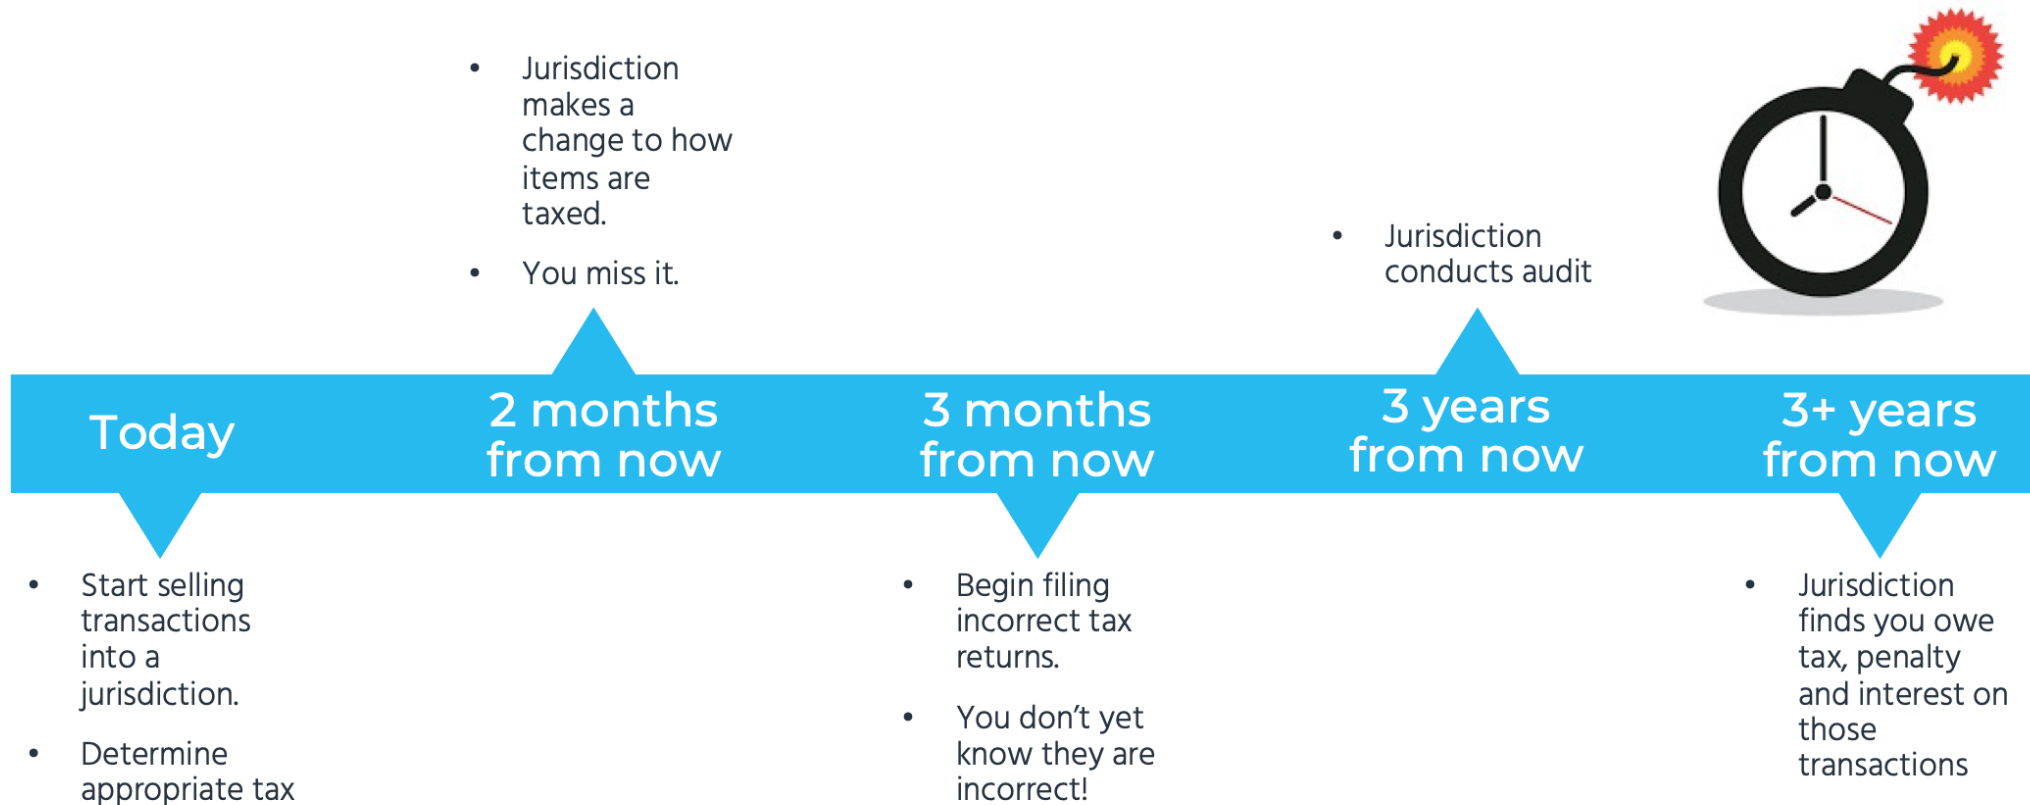 • Jurisdiction
makes a
change to how
items are
taxed.
• You miss it.
• Jurisdiction
conducts audit
Today
2 months
from now
3 months
from now
3 years
from now
3+ years
from now
• Start selling
transactions
into a
jurisdiction.
• Determine
appropriate tax
• Begin filing
incorrect tax
returns.
• You don’t yet
know they are
incorrect!
• Jurisdiction
finds you owe
tax, penalty
and interest on
those
transactions